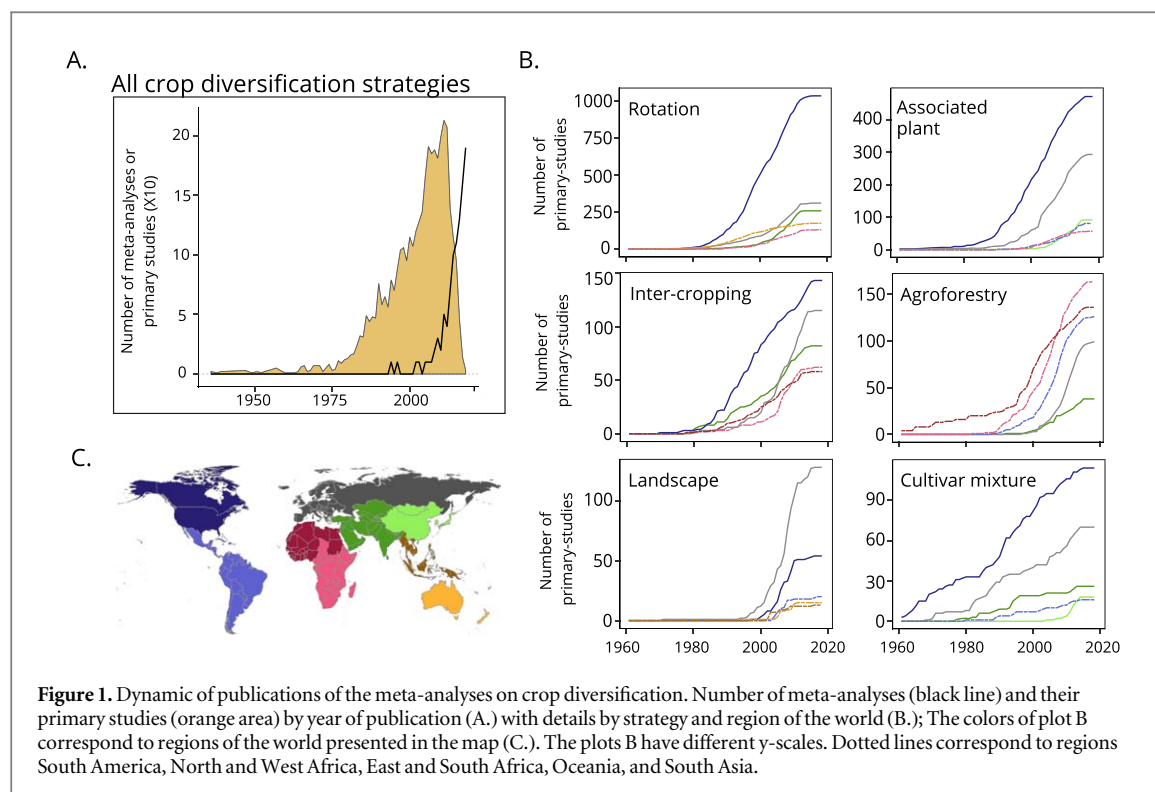 A.
All crop diversification strategies
Number of meta-analyses or
primary studies (X10)
20
15
10
5
0
1950
1975
2000
B.
Number of
primary-studies
Rotation
1000
750
500
250
0
Associated
plant
400
300
200
100
0
Number of
primary-studies
Inter-cropping
150
100
50
0
Agroforestry
150
100
50
0
Number of
primary-studies
Landscape
100
50
0
1960
1980
2000
2020
Cultivar mixture
90
60
30
0
1960
1980
2000
2020
C.
Figure 1. Dynamic of publications of the meta-analyses on crop diversification. Number of meta-analyses (black line) and their
primary studies (orange area) by year of publication (A.) with details by strategy and region of the world (B.); The colors of plot B
correspond to regions of the world presented in the map (C.). The plots B have different y-scales. Dotted lines correspond to regions
South America, North and West Africa, East and South Africa, Oceania, and South Asia.